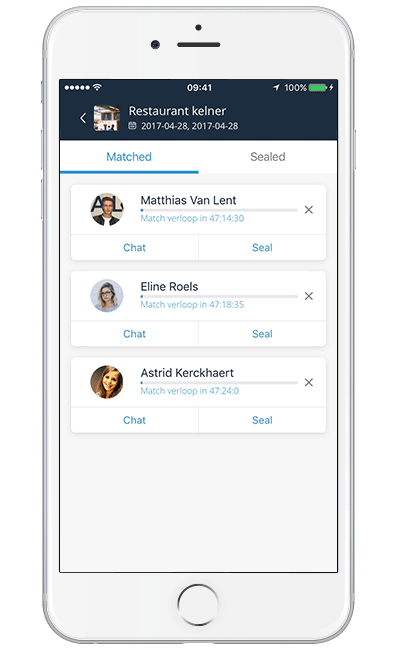 09:41
100%
Restaurant kelner
2017-04-28, 2017-04-28
Matched
Sealed
Matthias Van Lent
Match verloop in 47:14:30
Chat
Seal
Eline Roels
Match verloop in 47:18:35
Chat
Seal
Astrid Kerckhaert
Match verloop in 47:24:0
Chat
Seal